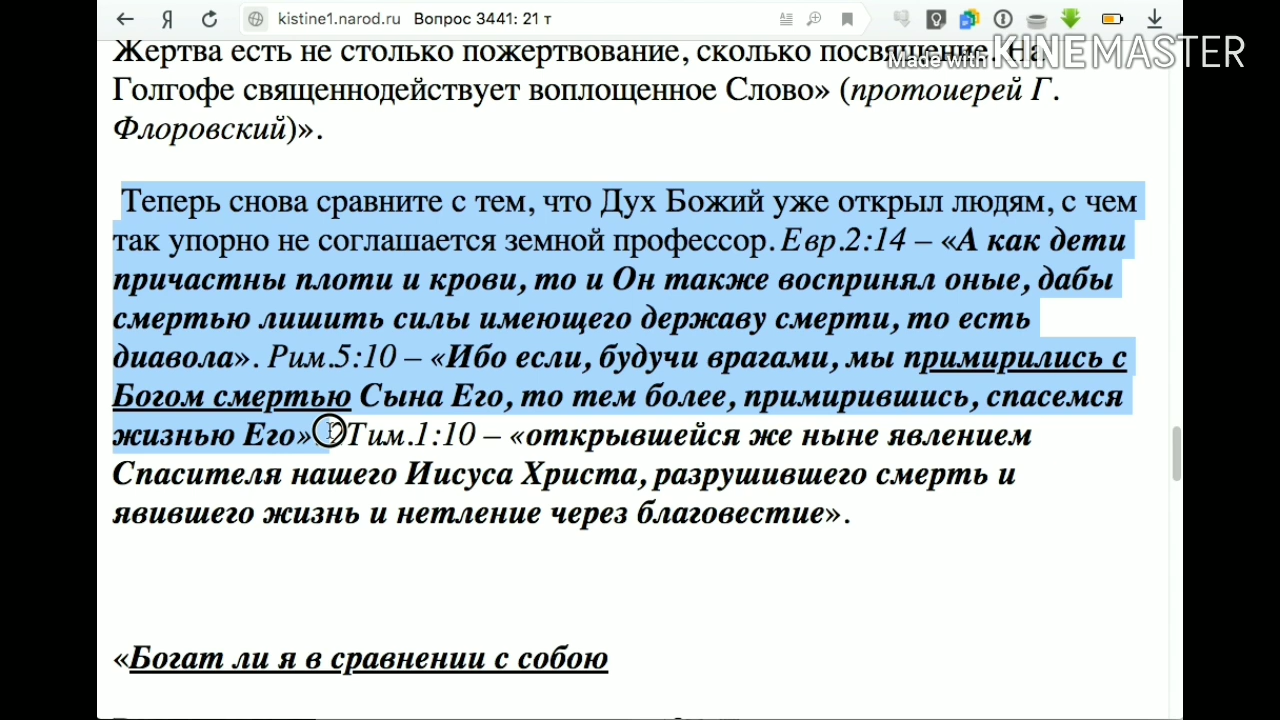 kistine1.narod.ru Вопрос 3441: 21 т
Made with KINEMASTER
Жертва есть не столько пожертвование, сколько посвящение. На
Голгофе священнодействует воплощенное Слово» (протоиерей Г.
Флоровский)».
Теперь снова сравните с тем, что Дух Божий уже открыл людям, с чем
так упорно не соглашается земной профессор. Евр.2:14 – «А как дети
причастны плоти и крови, то и Он также воспринял оные, дабы
смертью лишить силы имеющего державу смерти, то есть
диавола». Рим.5:10 – «Ибо если, будучи врагами, мы примирились с
Богом смертью Сына Его, то тем более, примирившись, спасемся
жизнью Его». 2Тим.1:10 – «открывшейся же ныне явлением
Спасителя нашего Иисуса Христа, разрушившего смерть и
явившего жизнь и нетление через благовестие».
«Богат ли я в сравнении с собою